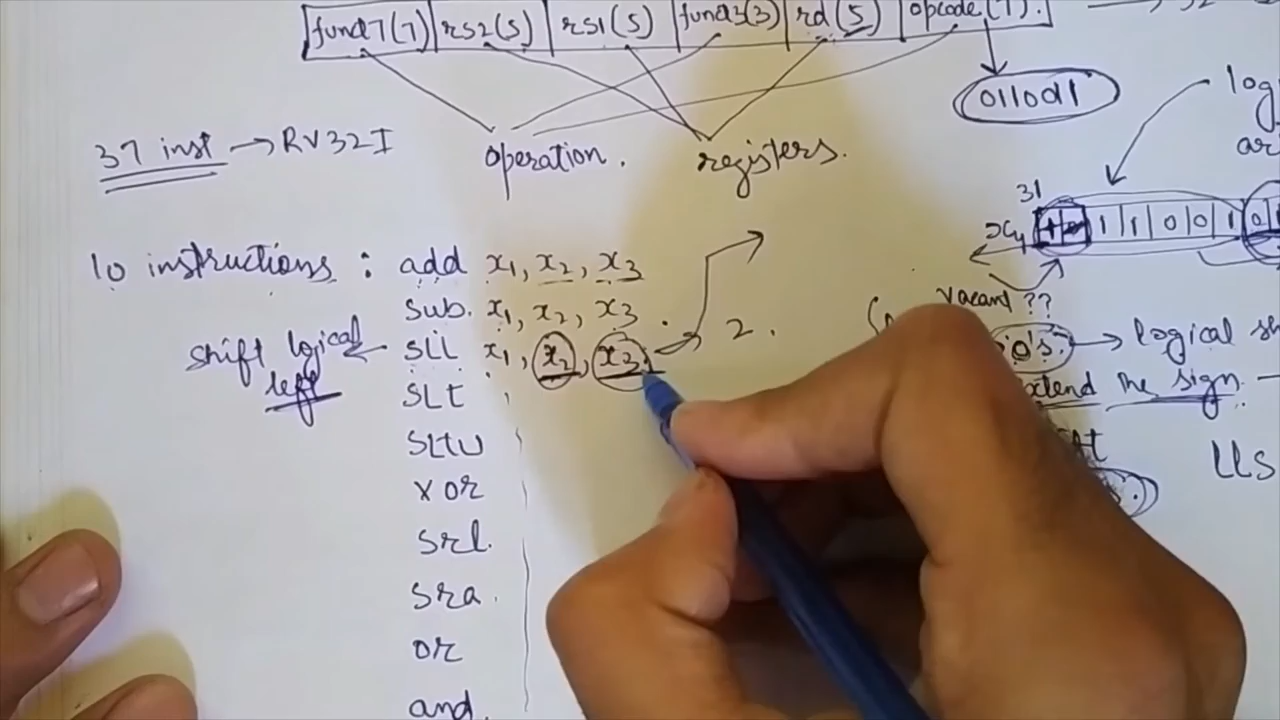 funct7(7) rs2(5) rs1(5) funct3(3) rd(5) opcode(7).
0110011
37 inst → RV32I
operation.
registers.
31
x4 1 1 0 0 1 0
10 instructions : add x1, x2, x3
sub. x1, x2, x3
vacant ??
shift logical left ← sll x1, x2, x3. 2.
0's. → logical
slt ,
extend the sign
sltu
xor
srl.
sra.
or
and.